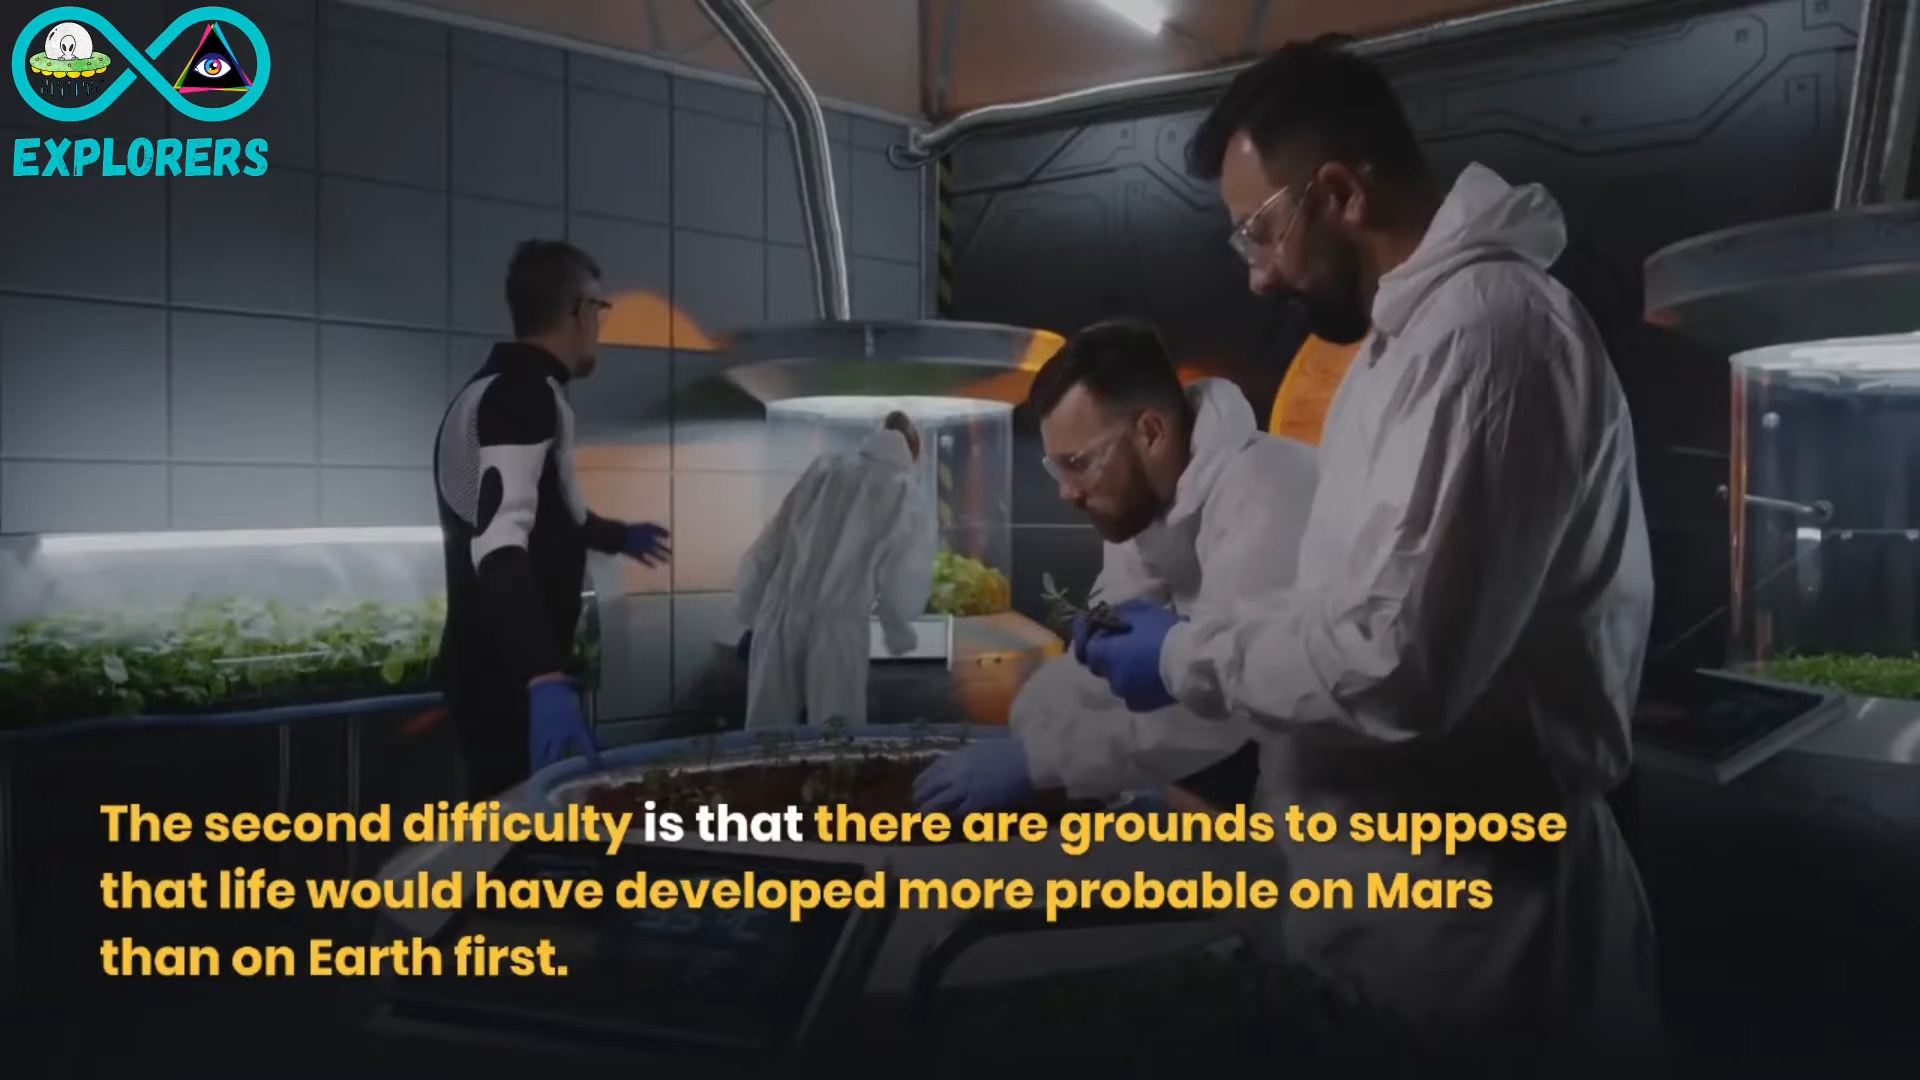 EXPLORERS
The second difficulty is that there are grounds to suppose
that life would have developed more probable on Mars
than on Earth first.